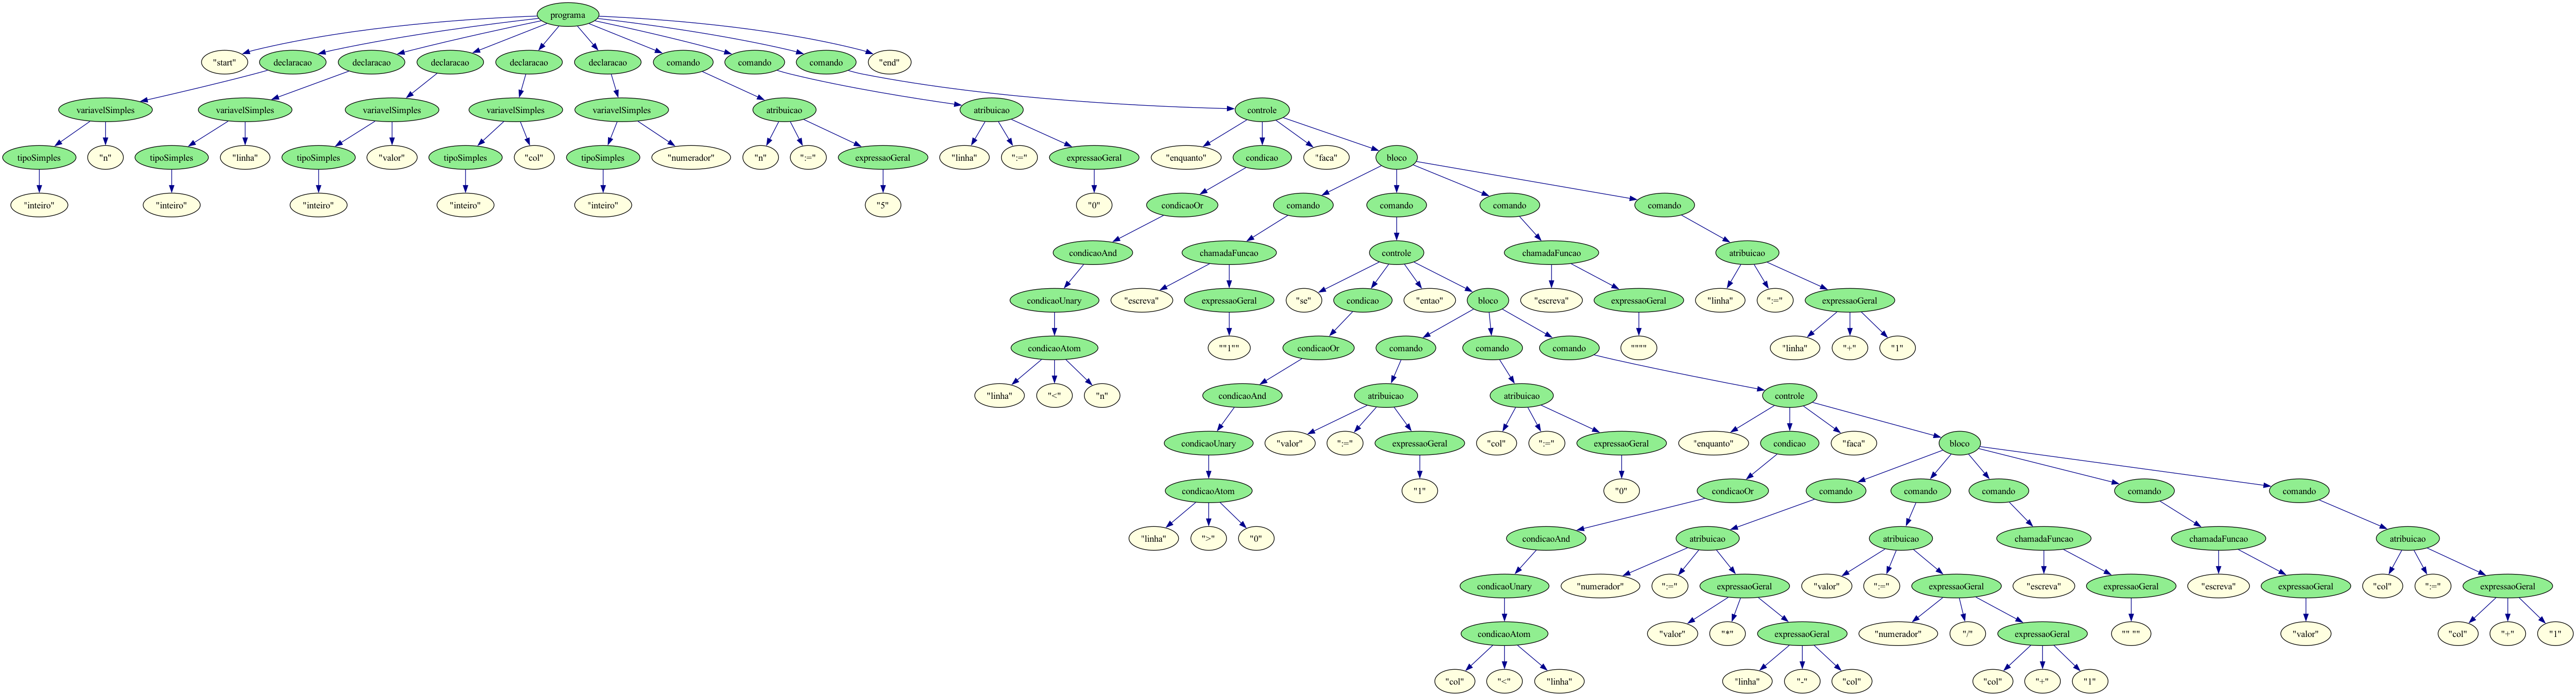 programa
"start" declaracao declaracao declaracao declaracao declaracao comando comando comando "end"
variavelSimples variavelSimples variavelSimples variavelSimples variavelSimples atribuicao atribuicao controle
tipoSimples "n" tipoSimples "linha" tipoSimples "valor" tipoSimples "col" tipoSimples "numerador" "n" ":=" expressaoGeral "linha" ":=" expressaoGeral "enquanto" condicao "faca" bloco
"inteiro" "inteiro" "inteiro" "inteiro" "inteiro" "5" "0" condicaoOr comando comando comando comando
condicaoAnd chamadaFuncao controle chamadaFuncao atribuicao
condicaoUnary "escreva" expressaoGeral "se" condicao "entao" bloco "escreva" expressaoGeral "linha" ":=" expressaoGeral
condicaoAtom ""1"" condicaoOr comando comando comando """" "linha" "+" "1"
"linha" "<" "n" condicaoAnd atribuicao atribuicao controle
condicaoUnary "valor" ":=" expressaoGeral "col" ":=" expressaoGeral "enquanto" condicao "faca" bloco
condicaoAtom "1" "0" condicaoOr comando comando comando comando comando
"linha" ">" "0" condicaoAnd atribuicao atribuicao chamadaFuncao chamadaFuncao atribuicao
condicaoUnary "numerador" ":=" expressaoGeral "valor" ":=" expressaoGeral "escreva" expressaoGeral "escreva" expressaoGeral "col" ":=" expressaoGeral
condicaoAtom "valor" "*" expressaoGeral "numerador" "/" expressaoGeral "" "" "valor" "col" "+" "1"
"col" "<" "linha" "linha" "-" "col" "col" "+" "1"